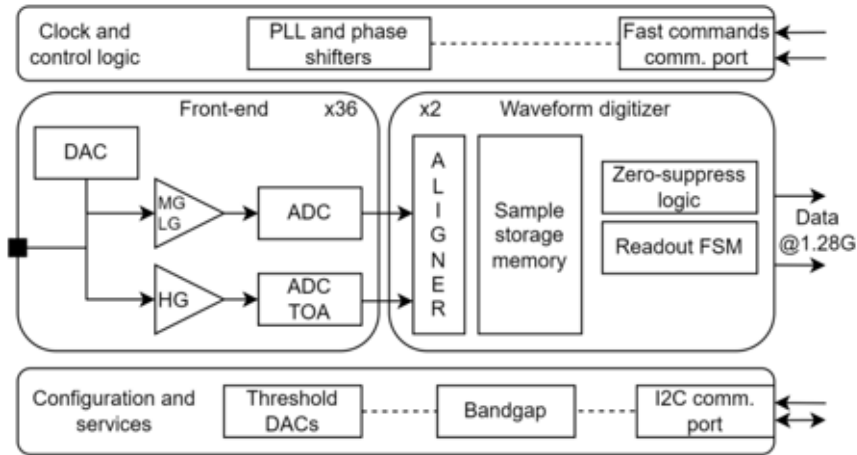 Clock and
control logic
PLL and phase
shifters
Fast commands
comm. port
Front-end
x36
DAC
MG
LG
ADC
HG
ADC
TOA
x2
Waveform digitizer
A
L
I
G
N
E
R
Sample
storage
memory
Zero-suppress
logic
Readout FSM
Data
@1.28G
Configuration and
services
Threshold
DACs
Bandgap
I2C comm.
port